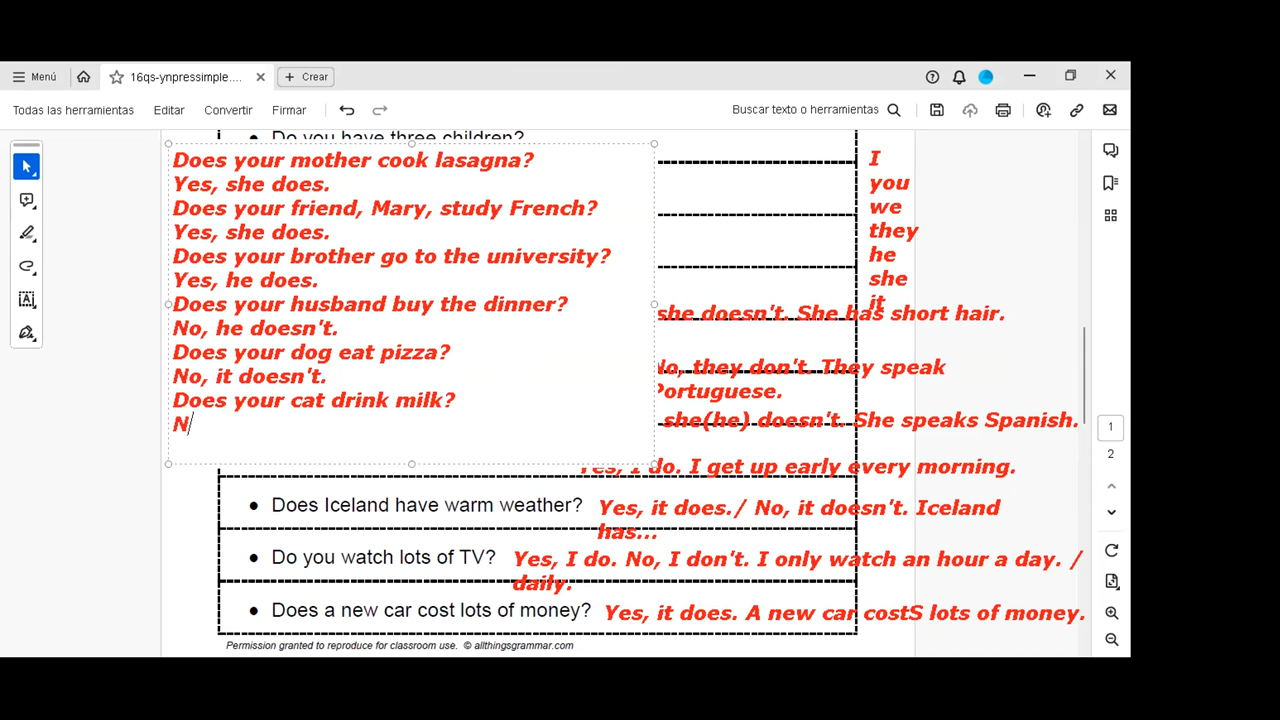 Menú
16qs-ynpressimple....
Crear
Todas las herramientas
Editar
Convertir
Firmar
Buscar texto o herramientas
Do you have three children?
Does your mother cook lasagna?
Yes, she does.
Does your friend, Mary, study French?
Yes, she does.
Does your brother go to the university?
Yes, he does.
Does your husband buy the dinner?
No, he doesn't.
Does your dog eat pizza?
No, it doesn't.
Does your cat drink milk?
N
I
you
we
they
he
she
it
she doesn't. She has short hair.
No, they don't. They speak
Portuguese.
she(he) doesn't. She speaks Spanish.
Yes, I do. I get up early every morning.
Does Iceland have warm weather? Yes, it does./ No, it doesn't. Iceland
has...
Do you watch lots of TV? Yes, I do. No, I don't. I only watch an hour a day. /
daily.
Does a new car cost lots of money? Yes, it does. A new car costS lots of money.
Permission granted to reproduce for classroom use. © allthingsgrammar.com
1
2